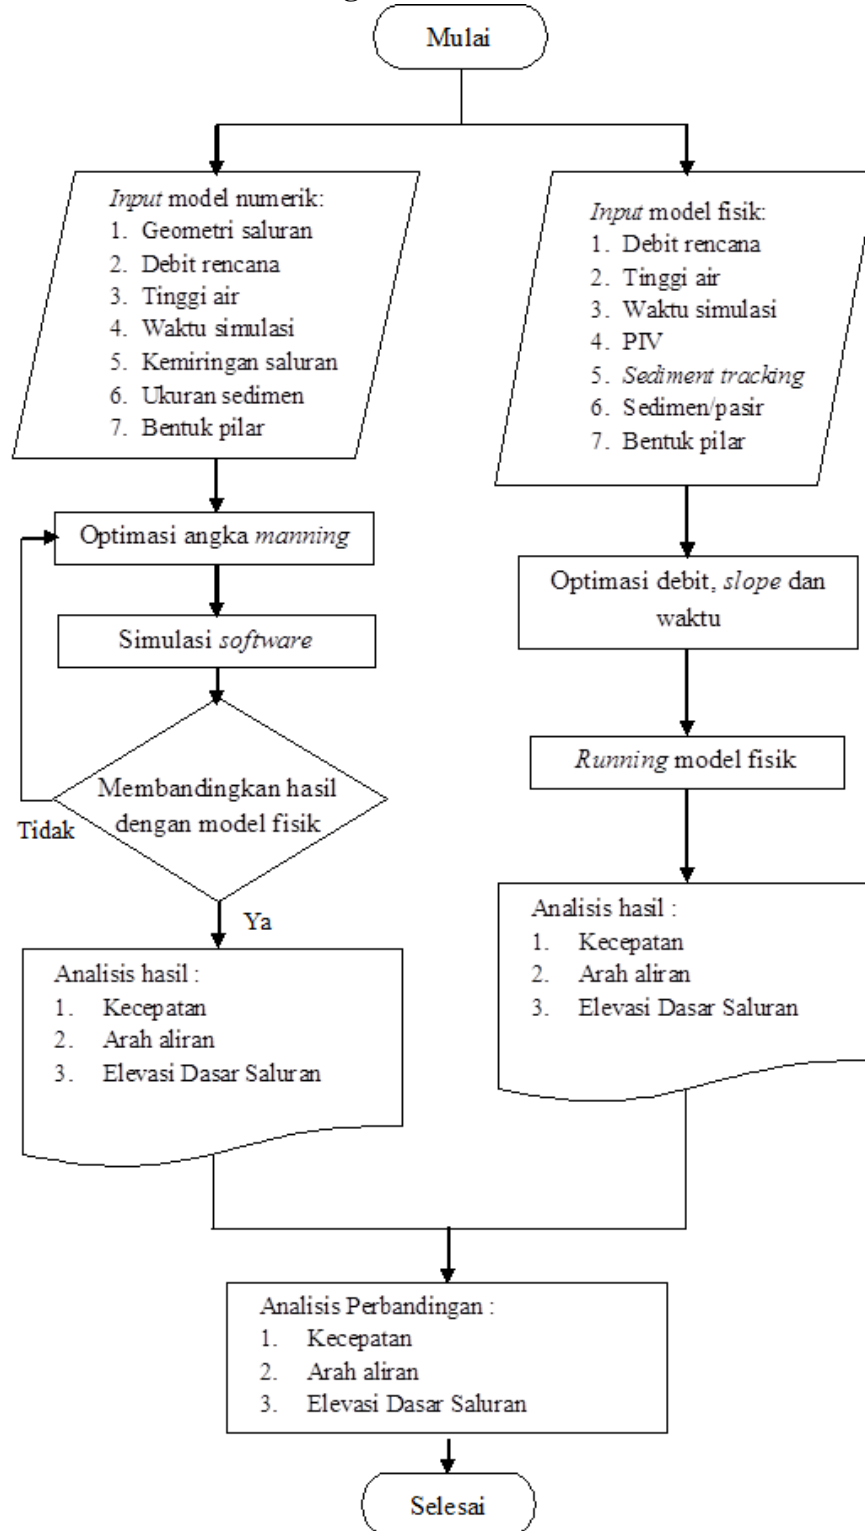 Mulai
Input model numerik:
1. Geometri saluran
2. Debit rencana
3. Tinggi air
4. Waktu simulasi
5. Kemiringan saluran
6. Ukuran sedimen
7. Bentuk pilar
Optimasi angka manning
Simulasi software
Membandingkan hasil
dengan model fisik
Tidak
Ya
Analisis hasil :
1. Kecepatan
2. Arah aliran
3. Elevasi Dasar Saluran
Input model fisik:
1. Debit rencana
2. Tinggi air
3. Waktu simulasi
4. PIV
5. Sediment tracking
6. Sedimen/pasir
7. Bentuk pilar
Optimasi debit, slope dan
waktu
Running model fisik
Analisis hasil :
1. Kecepatan
2. Arah aliran
3. Elevasi Dasar Saluran
Analisis Perbandingan :
1. Kecepatan
2. Arah aliran
3. Elevasi Dasar Saluran
Selesai